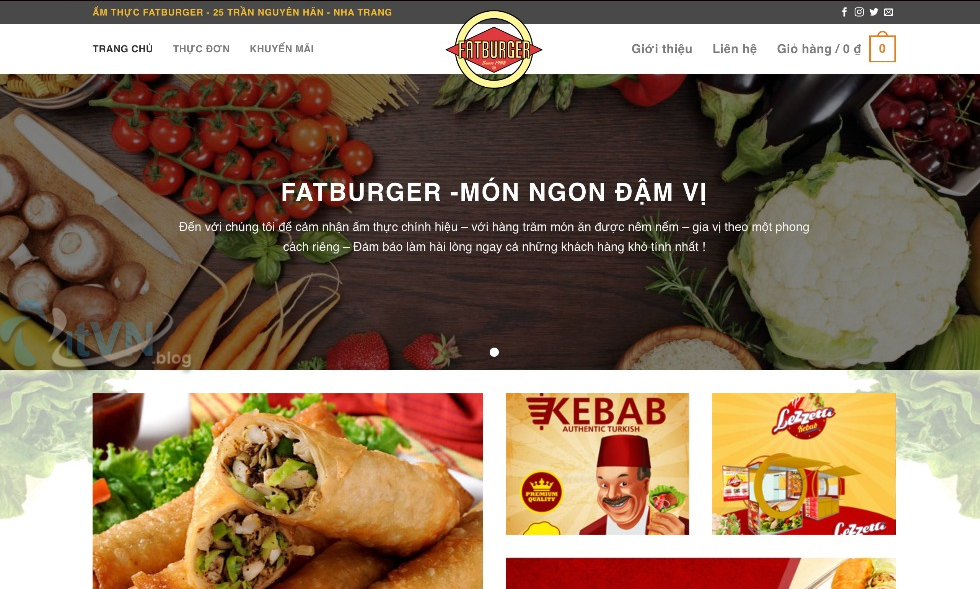 ẨM THỰC FATBURGER - 25 TRẦN NGUYÊN HÃN - NHA TRANG
TRANG CHỦ
THỰC ĐƠN
KHUYẾN MÃI
FATBURGER
Giới thiệu
Liên hệ
Giỏ hàng / 0 ₫
0
FATBURGER -MÓN NGON ĐẬM VỊ
Đến với chúng tôi để cảm nhận ẩm thực chính hiệu – với hàng trăm món ăn được nêm nếm – gia vị theo một phong
cách riêng – Đảm bảo làm hài lòng ngay cả những khách hàng khó tính nhất !
itVN
.blog
KEBAB
AUTHENTIC TURKISH
PREMIUM
QUALITY
Lezzetli
Kebab
Lezzetli